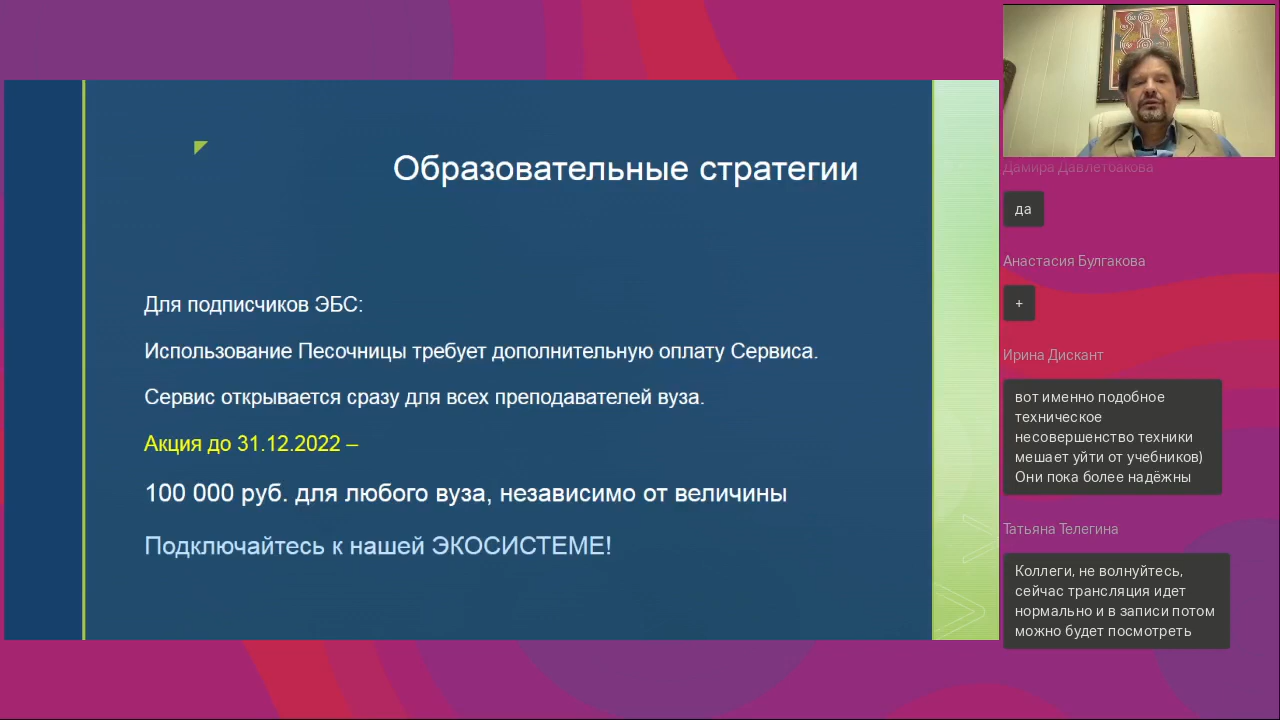 Образовательные стратегии
Для подписчиков ЭБС:
Использование Песочницы требует дополнительную оплату Сервиса.
Сервис открывается сразу для всех преподавателей вуза.
Акция до 31.12.2022 –
100 000 руб. для любого вуза, независимо от величины
Подключайтесь к нашей ЭКОСИСТЕМЕ!
Дамира Давлетбакова
да
Анастасия Булгакова
+
Ирина Дискант
вот именно подобное
техническое
несовершенство техники
мешает уйти от учебников)
Они пока более надёжны
Татьяна Телегина
Коллеги, не волнуйтесь,
сейчас трансляция идет
нормально и в записи потом
можно будет посмотреть